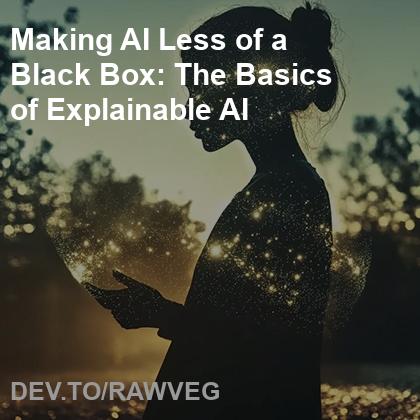 Making AI Less of a
Black Box: The Basics
of Explainable AI
DEV.TO/RAWVEG